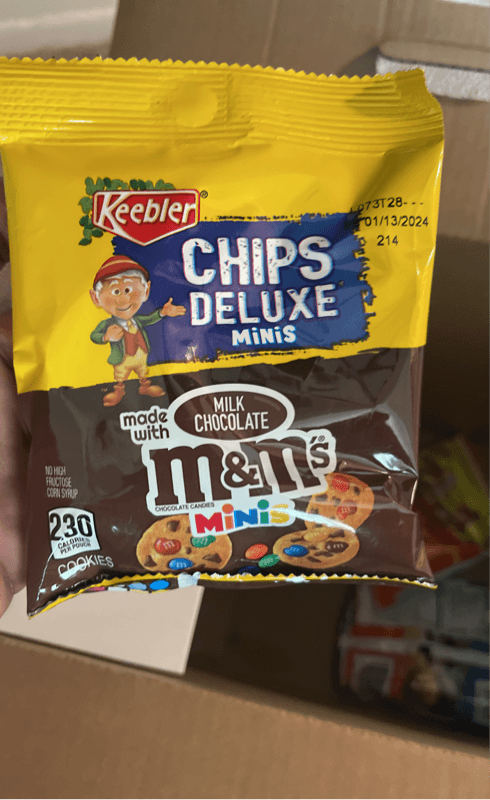 Keebler®
073T28---
01/13/2024
214
CHIPS
DELUXE
MiNiS
made
with
MILK
CHOCOLATE
m&m's
CHOCOLATE CANDIES
MiNiS
NO HIGH
FRUCTOSE
CORN SYRUP
230
CALORIES
PER POUCH
COOKIES